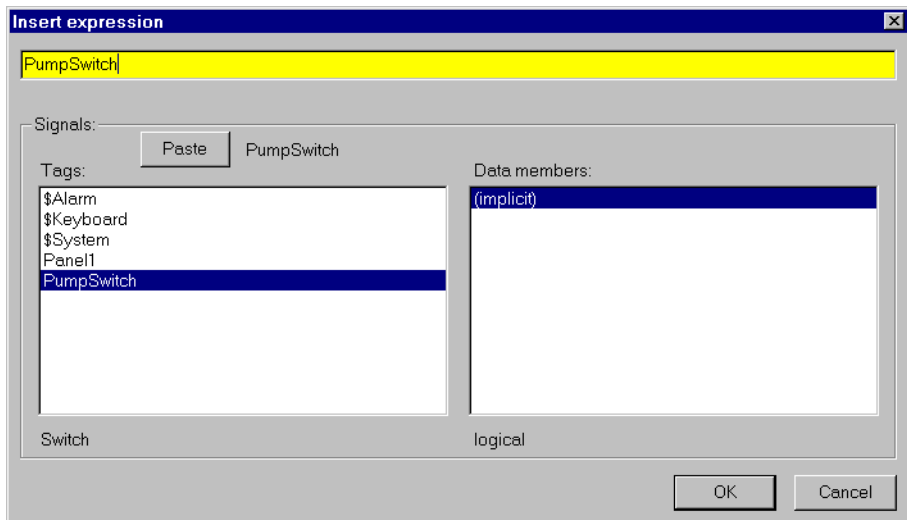 Insert expression
PumpSwitch
Signals:
Paste PumpSwitch
Tags:
Data members:
$Alarm
$Keyboard
$System
Panel1
PumpSwitch
(implicit)
Switch
logical
OK
Cancel